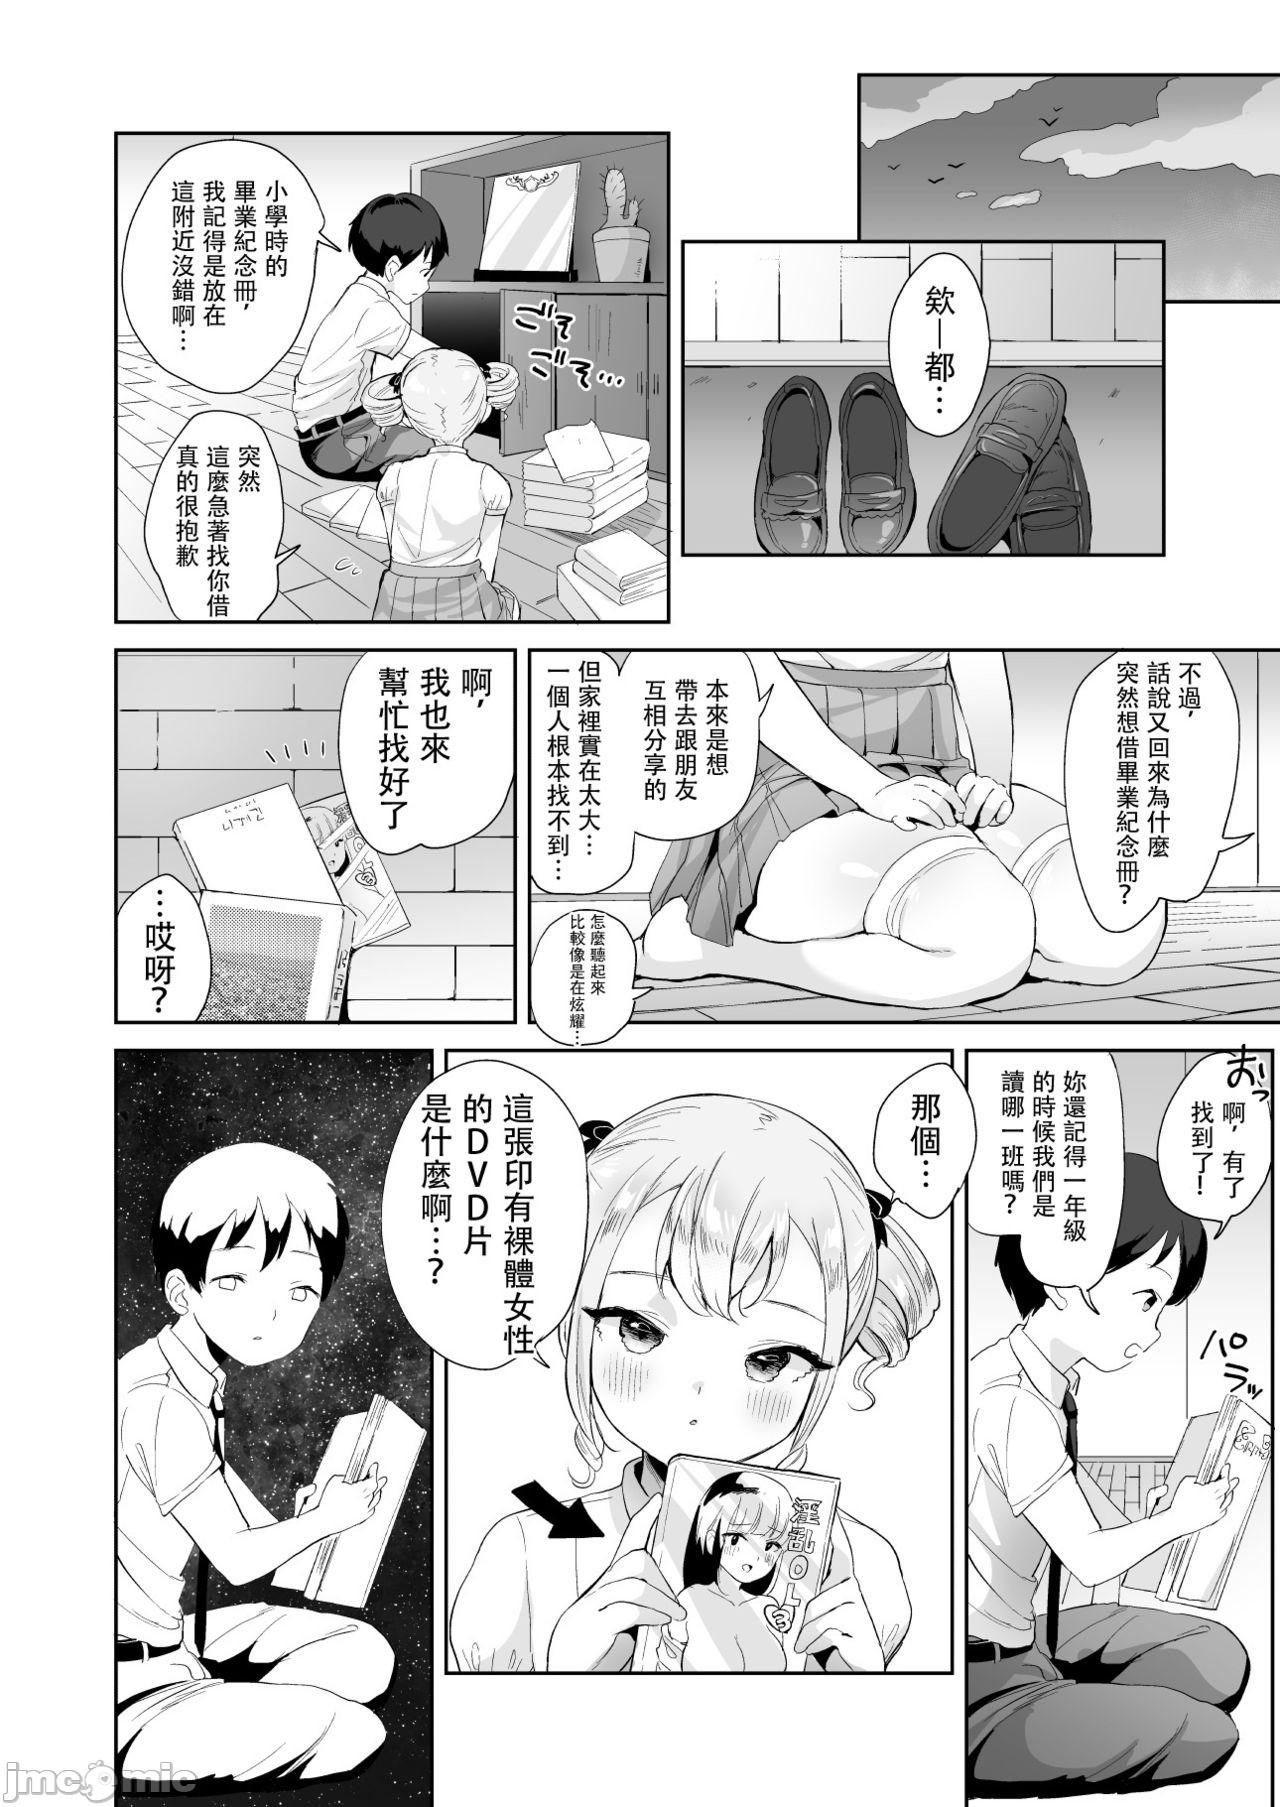 欸―都…
小學時的
畢業紀念冊，
我記得是放在
這附近沒錯啊…
ごそ
ごそ…
突然
這麼急著找你借
真的很抱歉
不過，
話說又回來為什麼
突然想借畢業紀念冊？
本來是想
帶去跟朋友
互相分享的
但家裡實在太大…
一個人根本找不到…
怎麼聽起來
比較像是在炫耀…
啊，
我也來
幫忙找好了
…哎呀？
おっ
啊，有了
找到了！
妳還記得一年級
的時候我們是
讀哪一班嗎？
パラッ
那個…
這張印有裸體女性
的DVD片
是什麼啊…？
淫乱OL3
jmcomic